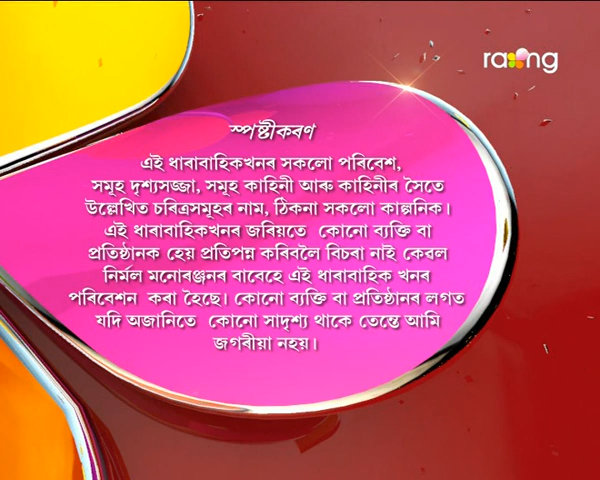 raong
স্পষ্টীকৰণ
এই ধাৰাবাহিকখনৰ সকলো পৰিবেশ,
সমূহ দৃশ্যসজ্জা, সমূহ কাহিনী আৰু কাহিনীৰ সৈতে
উল্লেখিত চৰিত্ৰসমূহৰ নাম, ঠিকনা সকলো কাল্পনিক।
এই ধাৰাবাহিকখনৰ জৰিয়তে কোনো ব্যক্তি বা
প্ৰতিষ্ঠানক হেয় প্ৰতিপন্ন কৰিবলৈ বিচৰা নাই কেৱল
নিৰ্মল মনোৰঞ্জনৰ বাবেহে এই ধাৰাবাহিক খনৰ
পৰিবেশন কৰা হৈছে। কোনো ব্যক্তি বা প্ৰতিষ্ঠানৰ লগত
যদি অজানিতে কোনো সাদৃশ্য থাকে তেন্তে আমি
জগৰীয়া নহয়।